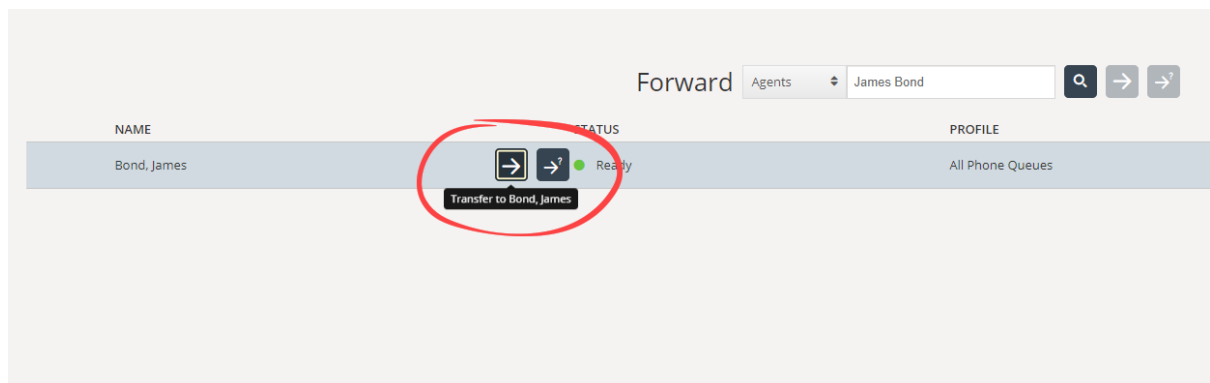 Forward Agents James Bond
NAME STATUS PROFILE
Bond, James Ready All Phone Queues
Transfer to Bond, James